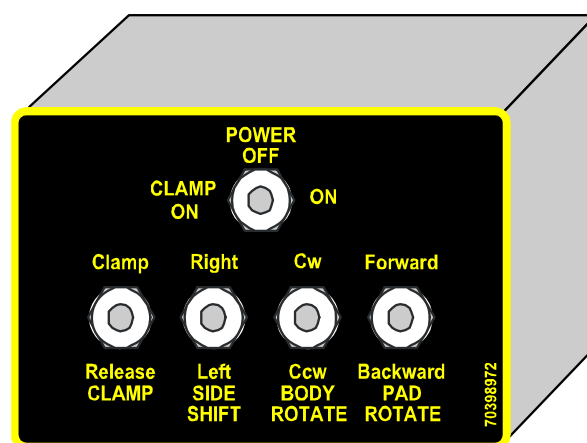 POWER
OFF
CLAMP
ON
ON
Clamp
Right
Cw
Forward
Release
CLAMP
Left
SIDE
SHIFT
Ccw
BODY
ROTATE
Backward
PAD
ROTATE
70398972